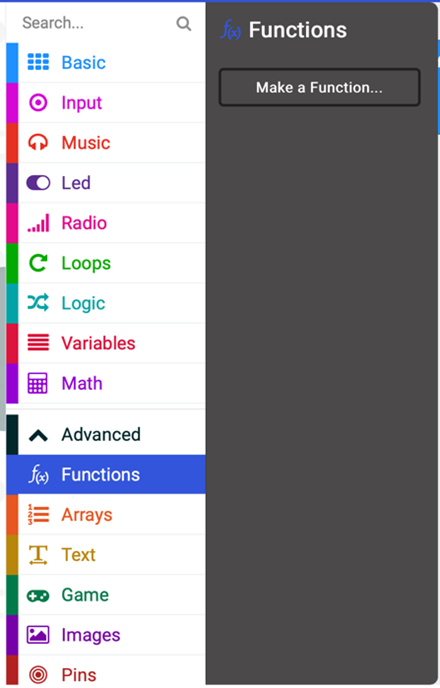 Search...
Basic
Input
Music
Led
Radio
Loops
Logic
Variables
Math
Advanced
f(x) Functions
Arrays
Text
Game
Images
Pins
f(x) Functions
Make a Function...